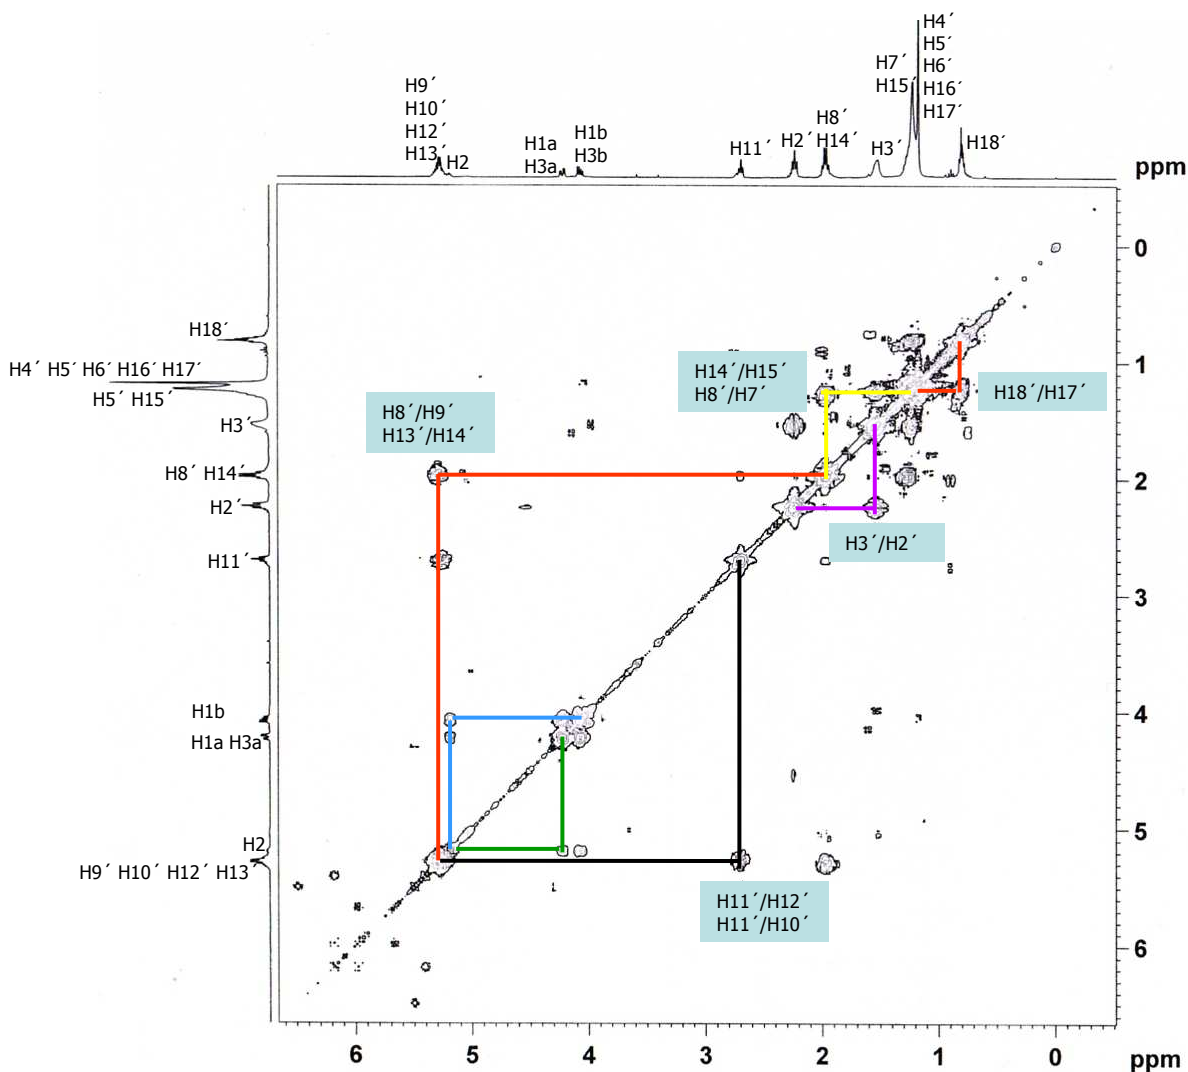 H4´
H5´
H6´
H16´
H17´
H7´
H15´
H9´
H10´
H12´
H13´
H2
H1a
H3a
H1b
H3b
H11´
H2´
H8´
H14´
H3´
H18´
ppm
0
1
2
3
4
5
6
H18´
H4´ H5´ H6´ H16´ H17´
H5´ H15´
H3´
H8´ H14´
H2´
H11´
H1b
H1a H3a
H2
H9´ H10´ H12´ H13´
H8´/H9´
H13´/H14´
H14´/H15´
H8´/H7´
H18´/H17´
H3´/H2´
H11´/H12´
H11´/H10´
6
5
4
3
2
1
0
ppm